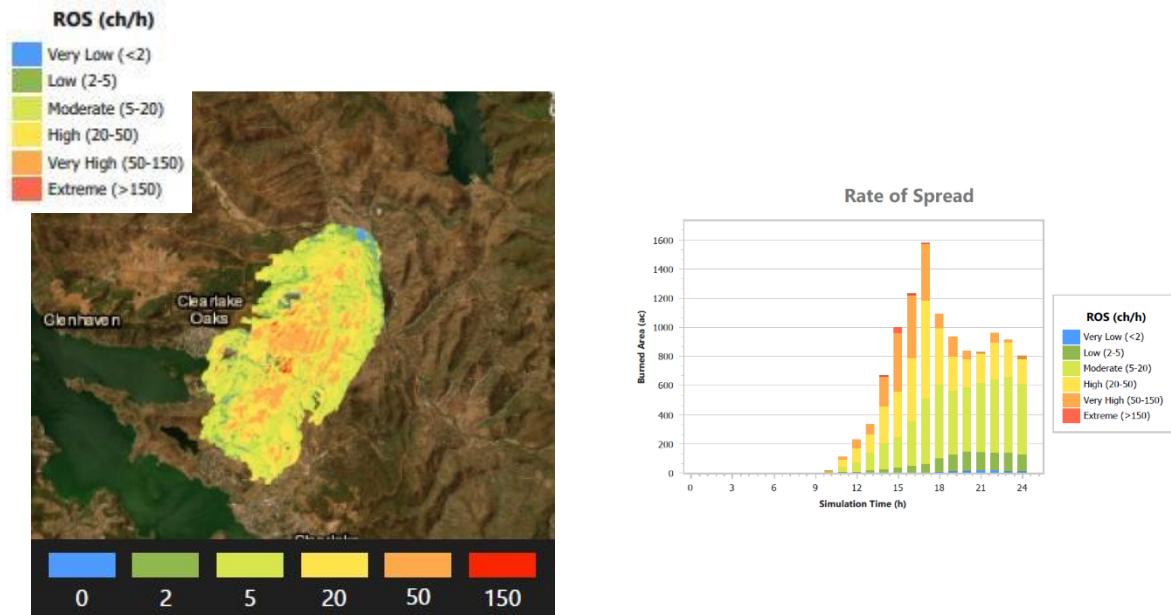 ROS (ch/h)
Very Low (<2)
Low (2-5)
Moderate (5-20)
High (20-50)
Very High (50-150)
Extreme (>150)
Clearlake
Oaks
Glenhaven
0 2 5 20 50 150
Rate of Spread
Burned Area (ac)
1600
1400
1200
1000
800
600
400
200
0
0 3 6 9 12 15 18 21 24
Simulation Time (h)
ROS (ch/h)
Very Low (<2)
Low (2-5)
Moderate (5-20)
High (20-50)
Very High (50-150)
Extreme (>150)